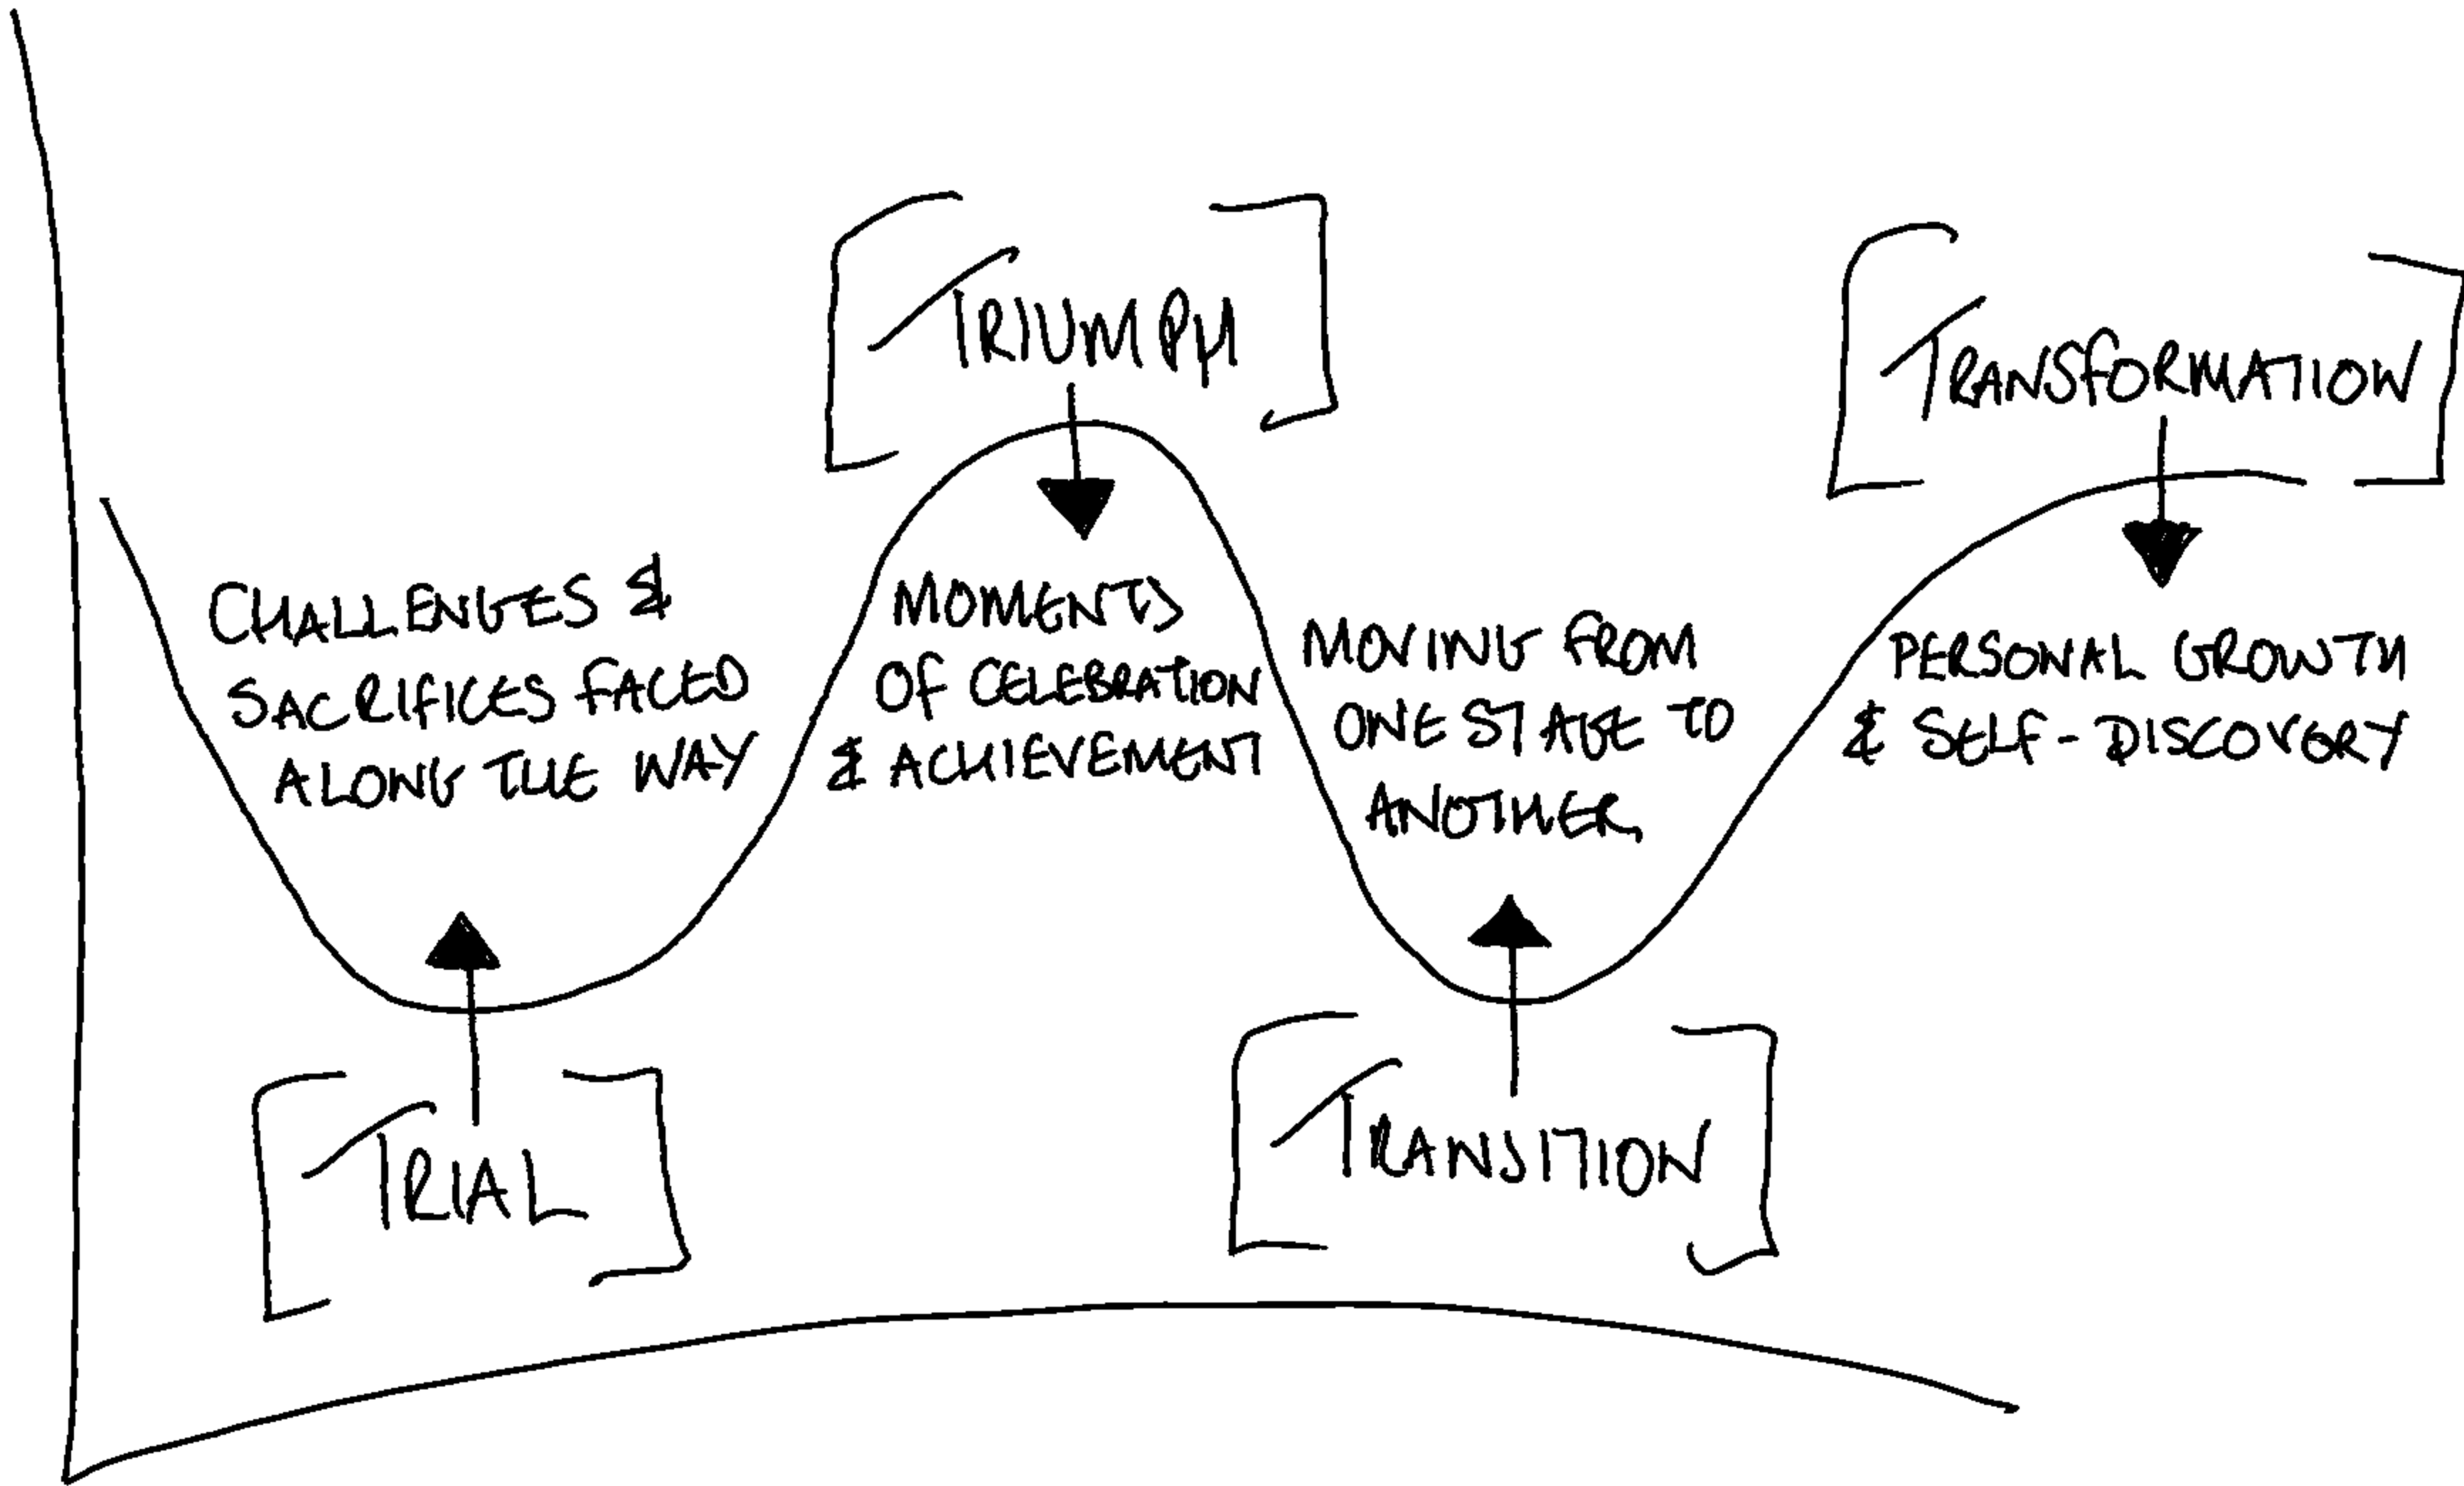 TRIUMPH
TRANSFORMATION
CHALLENGES &
SACRIFICES FACED
ALONG THE WAY
MOMENTS
OF CELEBRATION
& ACHIEVEMENT
MOVING FROM
ONE STAGE TO
ANOTHER
PERSONAL GROWTH
& SELF-DISCOVERY
TRIAL
TRANSITION